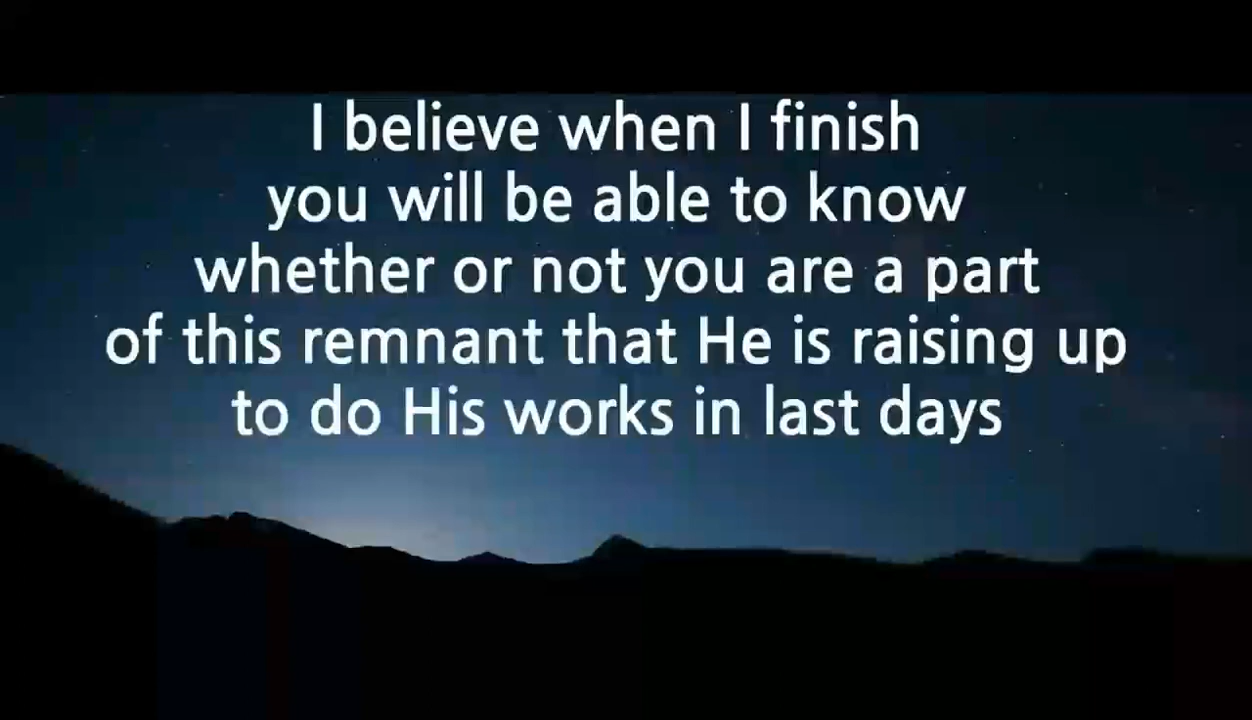 I believe when I finish
you will be able to know
whether or not you are a part
of this remnant that He is raising up
to do His works in last days